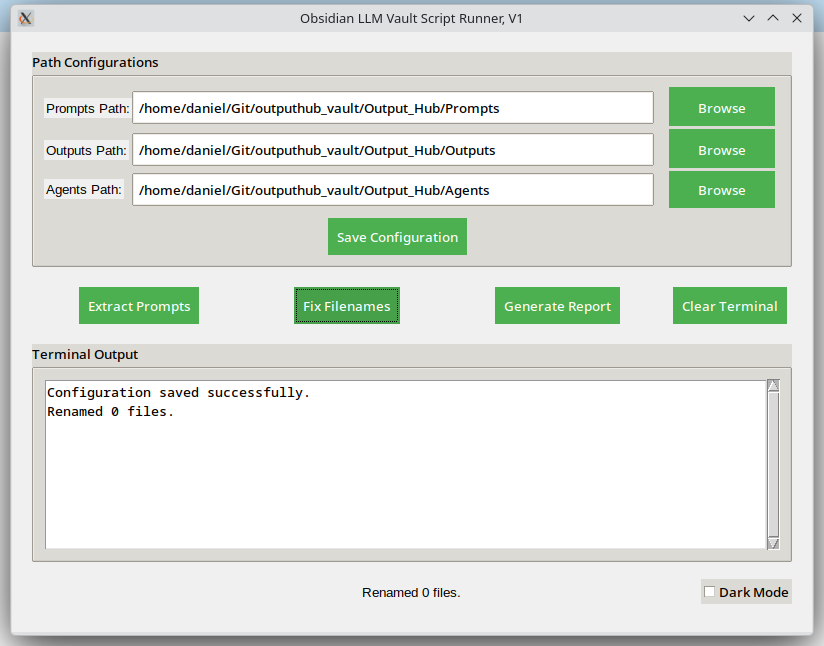 Obsidian LLM Vault Script Runner, V1
Path Configurations
Prompts Path: /home/daniel/Git/outputhub_vault/Output_Hub/Prompts Browse
Outputs Path: /home/daniel/Git/outputhub_vault/Output_Hub/Outputs Browse
Agents Path: /home/daniel/Git/outputhub_vault/Output_Hub/Agents Browse
Save Configuration
Extract Prompts Fix Filenames Generate Report Clear Terminal
Terminal Output
Configuration saved successfully.
Renamed 0 files.
Renamed 0 files. Dark Mode